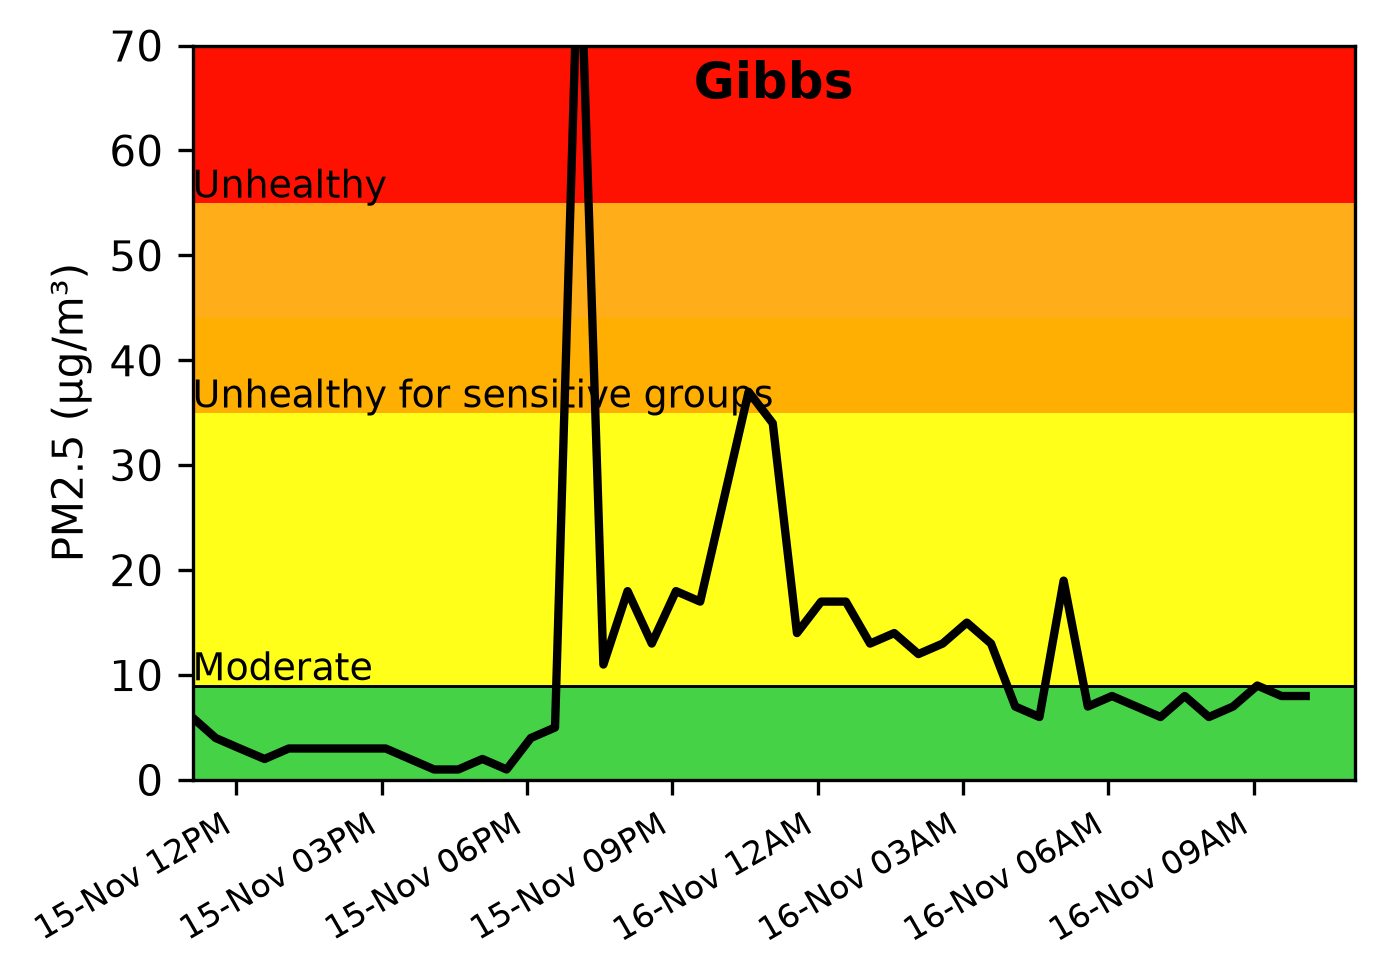 Gibbs
PM2.5 (µg/m³)
70
60
50
40
30
20
10
0
Unhealthy
Unhealthy for sensitive groups
Moderate
15-Nov 12PM
15-Nov 03PM
15-Nov 06PM
15-Nov 09PM
16-Nov 12AM
16-Nov 03AM
16-Nov 06AM
16-Nov 09AM